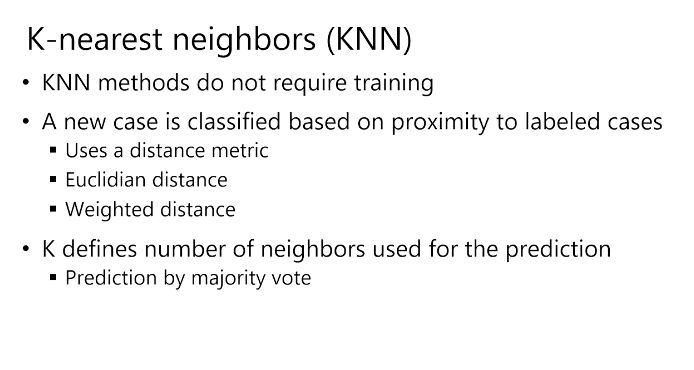 K-nearest neighbors (KNN)
• KNN methods do not require training
• A new case is classified based on proximity to labeled cases
▪ Uses a distance metric
▪ Euclidian distance
▪ Weighted distance
• K defines number of neighbors used for the prediction
▪ Prediction by majority vote